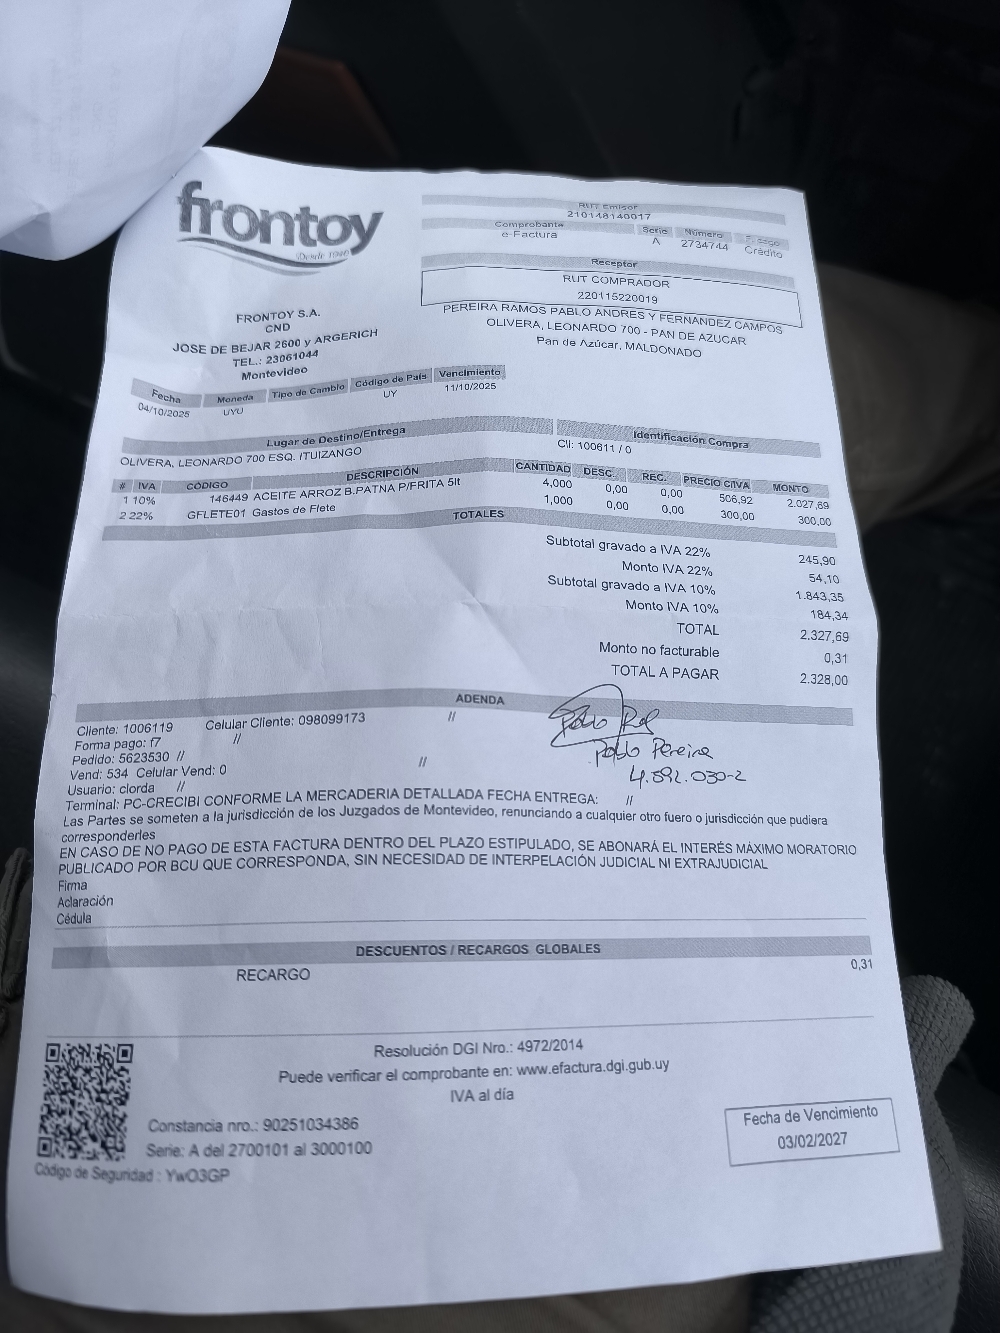 frontoy
Desde 1946
RUT Emisor
210148140017
Comprobante Serie Número F. pago
e-Factura A 2734744 Crédito
Receptor
RUT COMPRADOR
220115220019
PEREIRA RAMOS PABLO ANDRES Y FERNANDEZ CAMPOS
OLIVERA, LEONARDO 700 - PAN DE AZUCAR
Pan de Azúcar, MALDONADO
FRONTOY S.A.
CND
JOSE DE BEJAR 2600 y ARGERICH
TEL.: 23061044
Montevideo
Fecha Moneda Tipo de Cambio Código de País Vencimiento
04/10/2025 UYU UY 11/10/2025
Lugar de Destino/Entrega Identificación Compra
OLIVERA, LEONARDO 700 ESQ. ITUIZANGO Cli: 100611 / 0
# IVA CÓDIGO DESCRIPCIÓN CANTIDAD DESC. REC. PRECIO C/IVA MONTO
1 10% 146449 ACEITE ARROZ B.PATNA P/FRITA 5lt 4,000 0,00 0,00 506,92 2.027,69
2 22% GFLETE01 Gastos de Flete 1,000 0,00 0,00 300,00 300,00
TOTALES
Subtotal gravado a IVA 22% 245,90
Monto IVA 22% 54,10
Subtotal gravado a IVA 10% 1.843,35
Monto IVA 10% 184,34
TOTAL 2.327,69
Monto no facturable 0,31
TOTAL A PAGAR 2.328,00
ADENDA
Cliente: 1006119 Celular Cliente: 098099173 //
Forma pago: f7 //
Pedido: 5623530 //
Vend: 534 Celular Vend: 0 //
Usuario: clorda //
Pablo Pereira
4.592.030-2
Terminal: PC-CRECIBI CONFORME LA MERCADERIA DETALLADA FECHA ENTREGA: //
Las Partes se someten a la jurisdicción de los Juzgados de Montevideo, renunciando a cualquier otro fuero o jurisdicción que pudiera
corresponderles
EN CASO DE NO PAGO DE ESTA FACTURA DENTRO DEL PLAZO ESTIPULADO, SE ABONARÁ EL INTERÉS MÁXIMO MORATORIO
PUBLICADO POR BCU QUE CORRESPONDA, SIN NECESIDAD DE INTERPELACIÓN JUDICIAL NI EXTRAJUDICIAL
Firma
Aclaración
Cédula
DESCUENTOS / RECARGOS GLOBALES
RECARGO 0,31
Resolución DGI Nro.: 4972/2014
Puede verificar el comprobante en: www.efactura.dgi.gub.uy
IVA al día
Constancia nro.: 90251034386
Serie: A del 2700101 al 3000100
Código de Seguridad : YwO3GP
Fecha de Vencimiento
03/02/2027